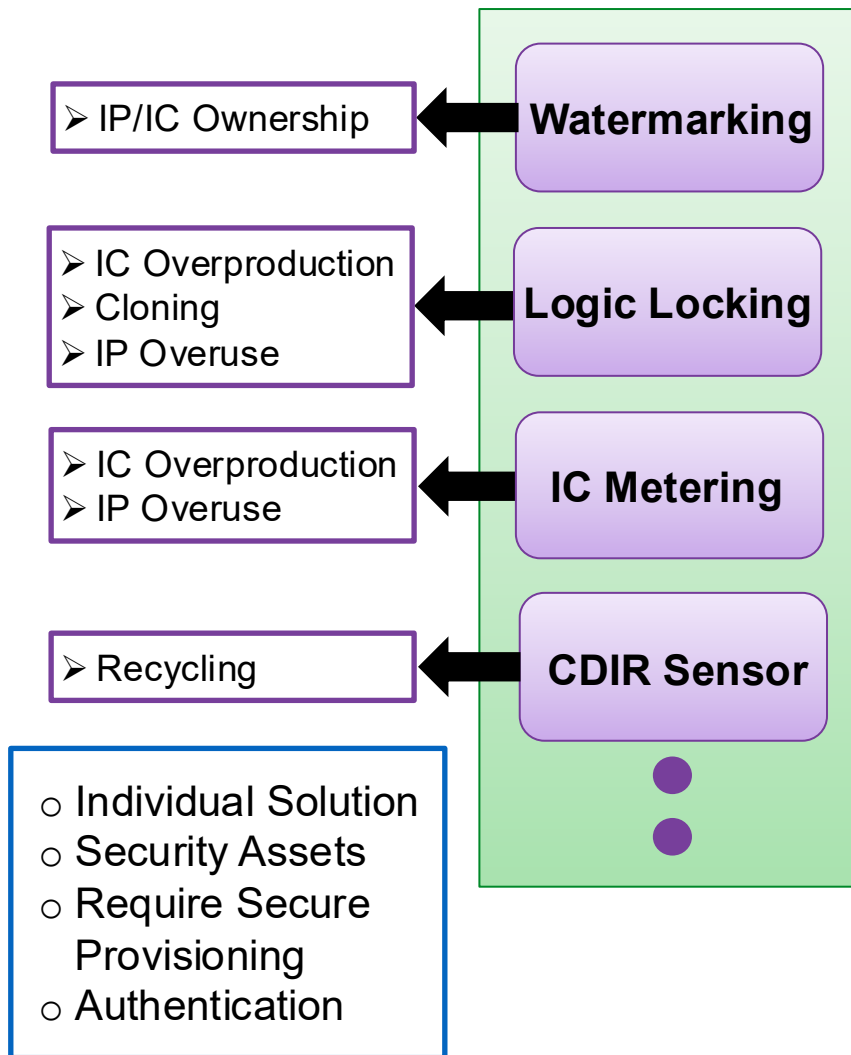 ➢ IP/IC Ownership
Watermarking
➢ IC Overproduction
➢ Cloning
➢ IP Overuse
Logic Locking
➢ IC Overproduction
➢ IP Overuse
IC Metering
➢ Recycling
CDIR Sensor
○ Individual Solution
○ Security Assets
○ Require Secure
Provisioning
○ Authentication